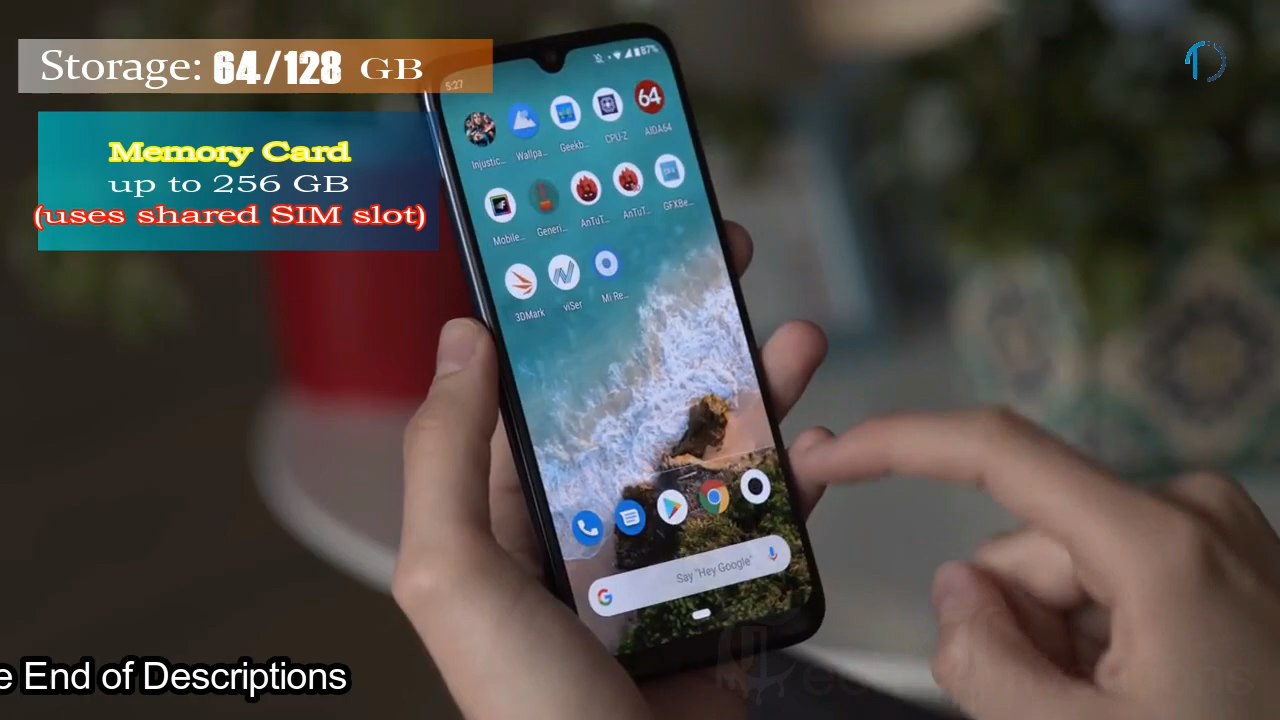 Storage: 64/128 GB
Memory Card
up to 256 GB
(uses shared SIM slot)
5:27
87%
Injustic... Wallpa... Geekb... CPU-Z AIDA64
64
Mobile... Generi... AnTuT... AnTuT... GFXBe...
3DMark viSer Mi Re...
Say "Hey Google"
G
e End of Descriptions